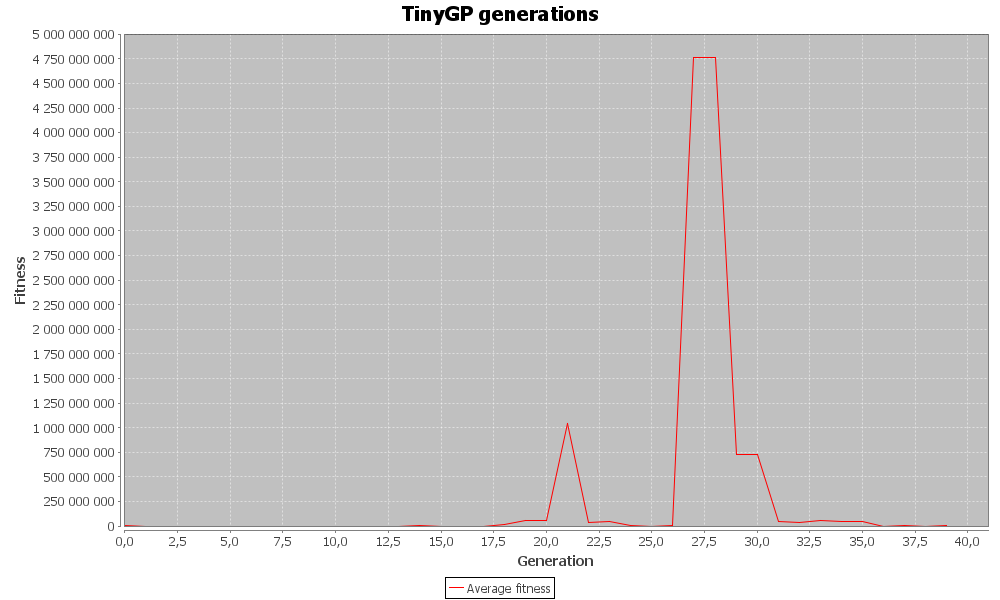 TinyGP generations
5 000 000 000
4 750 000 000
4 500 000 000
4 250 000 000
4 000 000 000
3 750 000 000
3 500 000 000
3 250 000 000
3 000 000 000
2 750 000 000
2 500 000 000
2 250 000 000
2 000 000 000
1 750 000 000
1 500 000 000
1 250 000 000
1 000 000 000
750 000 000
500 000 000
250 000 000
0
Fitness
0,0 2,5 5,0 7,5 10,0 12,5 15,0 17,5 20,0 22,5 25,0 27,5 30,0 32,5 35,0 37,5 40,0
Generation
Average fitness